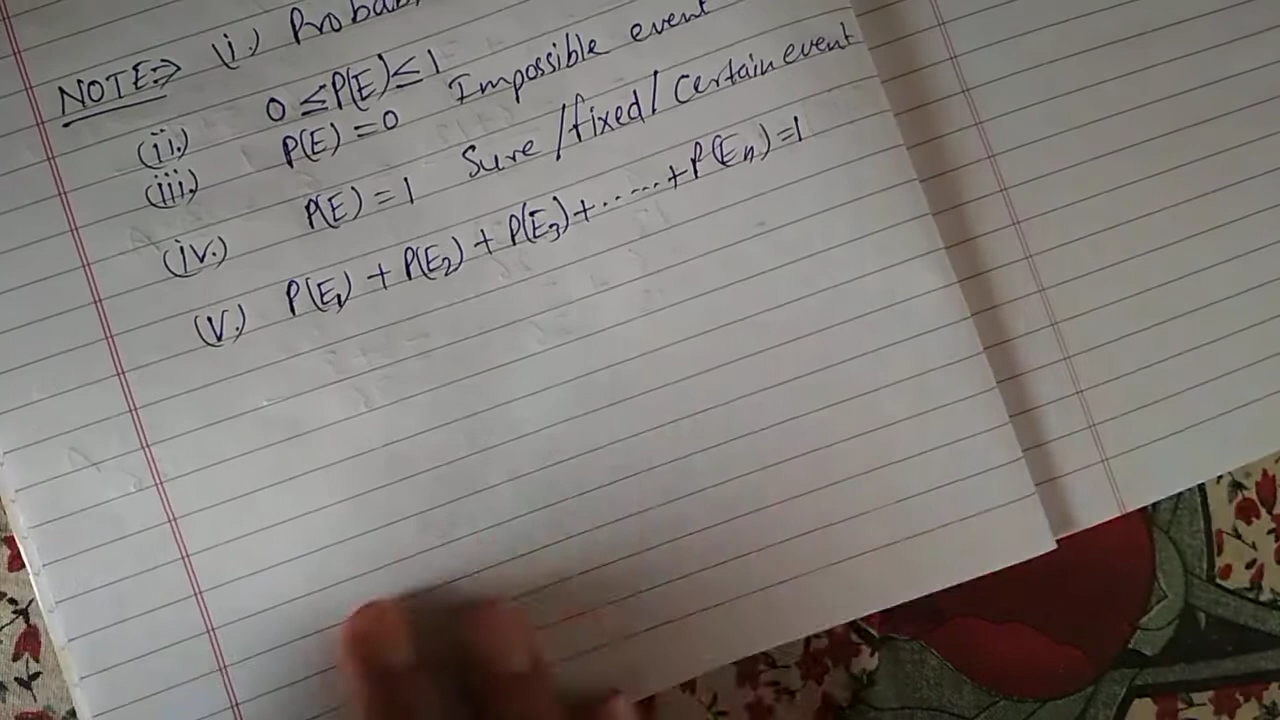 NOTE:⇒ (i.)
(ii.) 0 ≤ P(E) ≤ 1
(iii.) P(E) = 0 Impossible event
(iv.) P(E) = 1 Sure /fixed/ certain event
(v.) P(E₁) + P(E₂) + P(E₃) + ...... + P(Eₙ) = 1